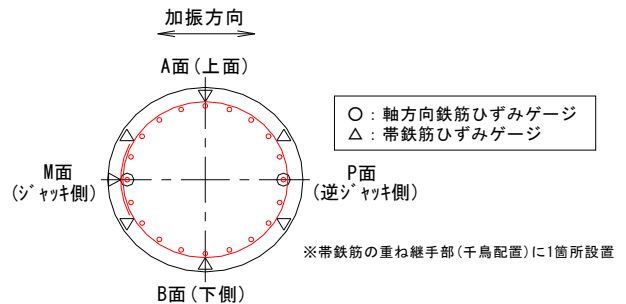 加振方向
A面(上面)
○：軸方向鉄筋ひずみゲージ
△：帯鉄筋ひずみゲージ
M面
(ジャッキ側)
P面
(逆ジャッキ側)
※帯鉄筋の重ね継手部(千鳥配置)に1箇所設置
B面(下側)